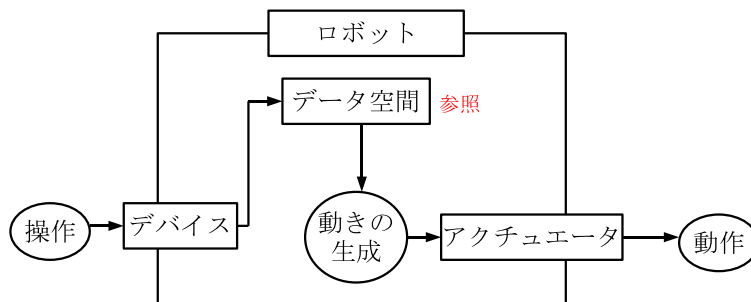 ロボット
データ空間
参照
操作
デバイス
動きの
生成
アクチュエータ
動作